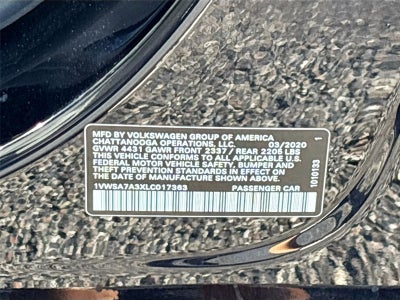 MFD BY VOLKSWAGEN GROUP OF AMERICA
CHATTANOOGA OPERATIONS, LLC. 03/2020
GVWR 4431 GAWR FRONT 2337 / REAR 2205 LBS
THIS VEHICLE CONFORMS TO ALL APPLICABLE
FEDERAL MOTOR VEHICLE SAFETY, BUMPER AND
THEFT PREVENTION STANDARDS IN EFFECT ON
THE DATE OF MANUFACTURE SHOWN ABOVE.
1VWSA7A3XLC017363 PASSENGER CAR
1010133 1